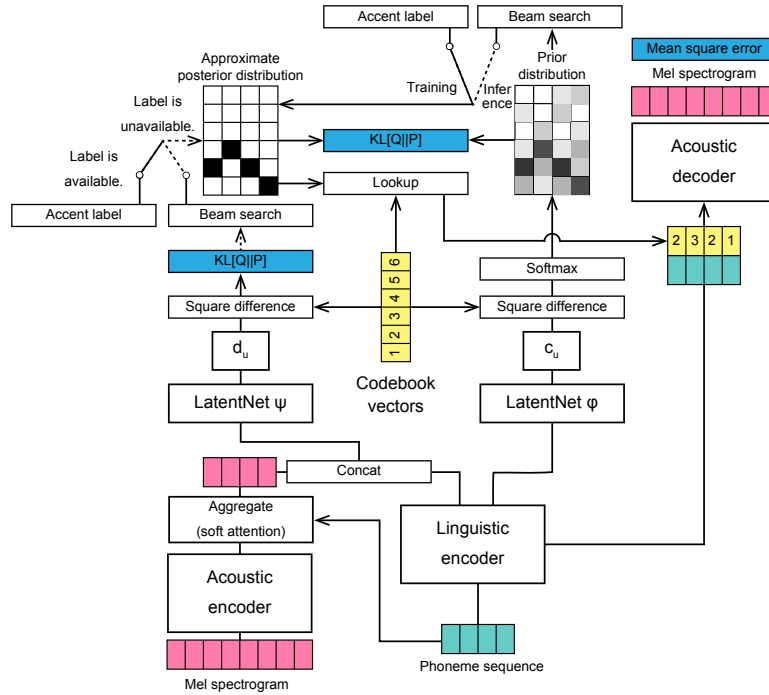 Accent label
Beam search
Approximate
posterior distribution
Training
Infer
ence
Prior
distribution
Mean square error
Mel spectrogram
Label is
unavailable.
Label is
available.
KL[Q||P]
Acoustic
decoder
Lookup
Accent label
Beam search
2 3 2 1
KL[Q||P]
Softmax
6
5
4
3
2
1
Square difference
Square difference
d_u
c_u
Codebook
vectors
LatentNet ψ
LatentNet φ
Concat
Aggregate
(soft attention)
Linguistic
encoder
Acoustic
encoder
Phoneme sequence
Mel spectrogram